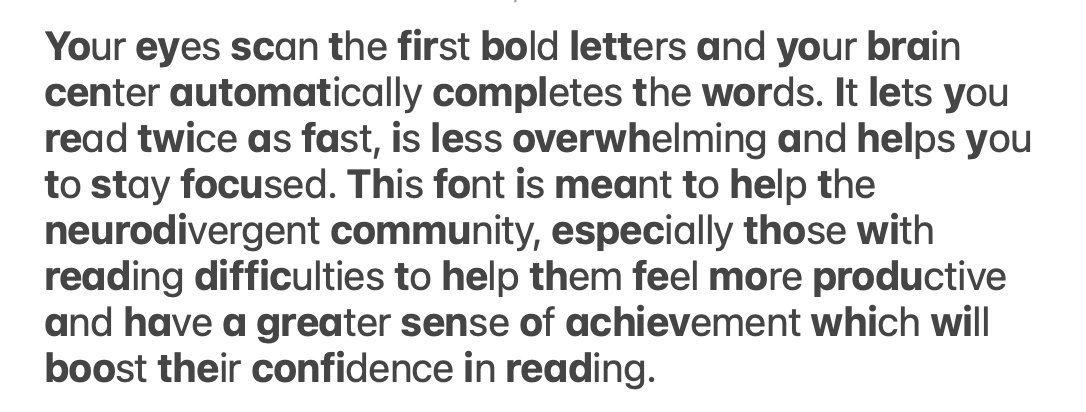 Your eyes scan the first bold letters and your brain
center automatically completes the words. It lets you
read twice as fast, is less overwhelming and helps you
to stay focused. This font is meant to help the
neurodivergent community, especially those with
reading difficulties to help them feel more productive
and have a greater sense of achievement which will
boost their confidence in reading.